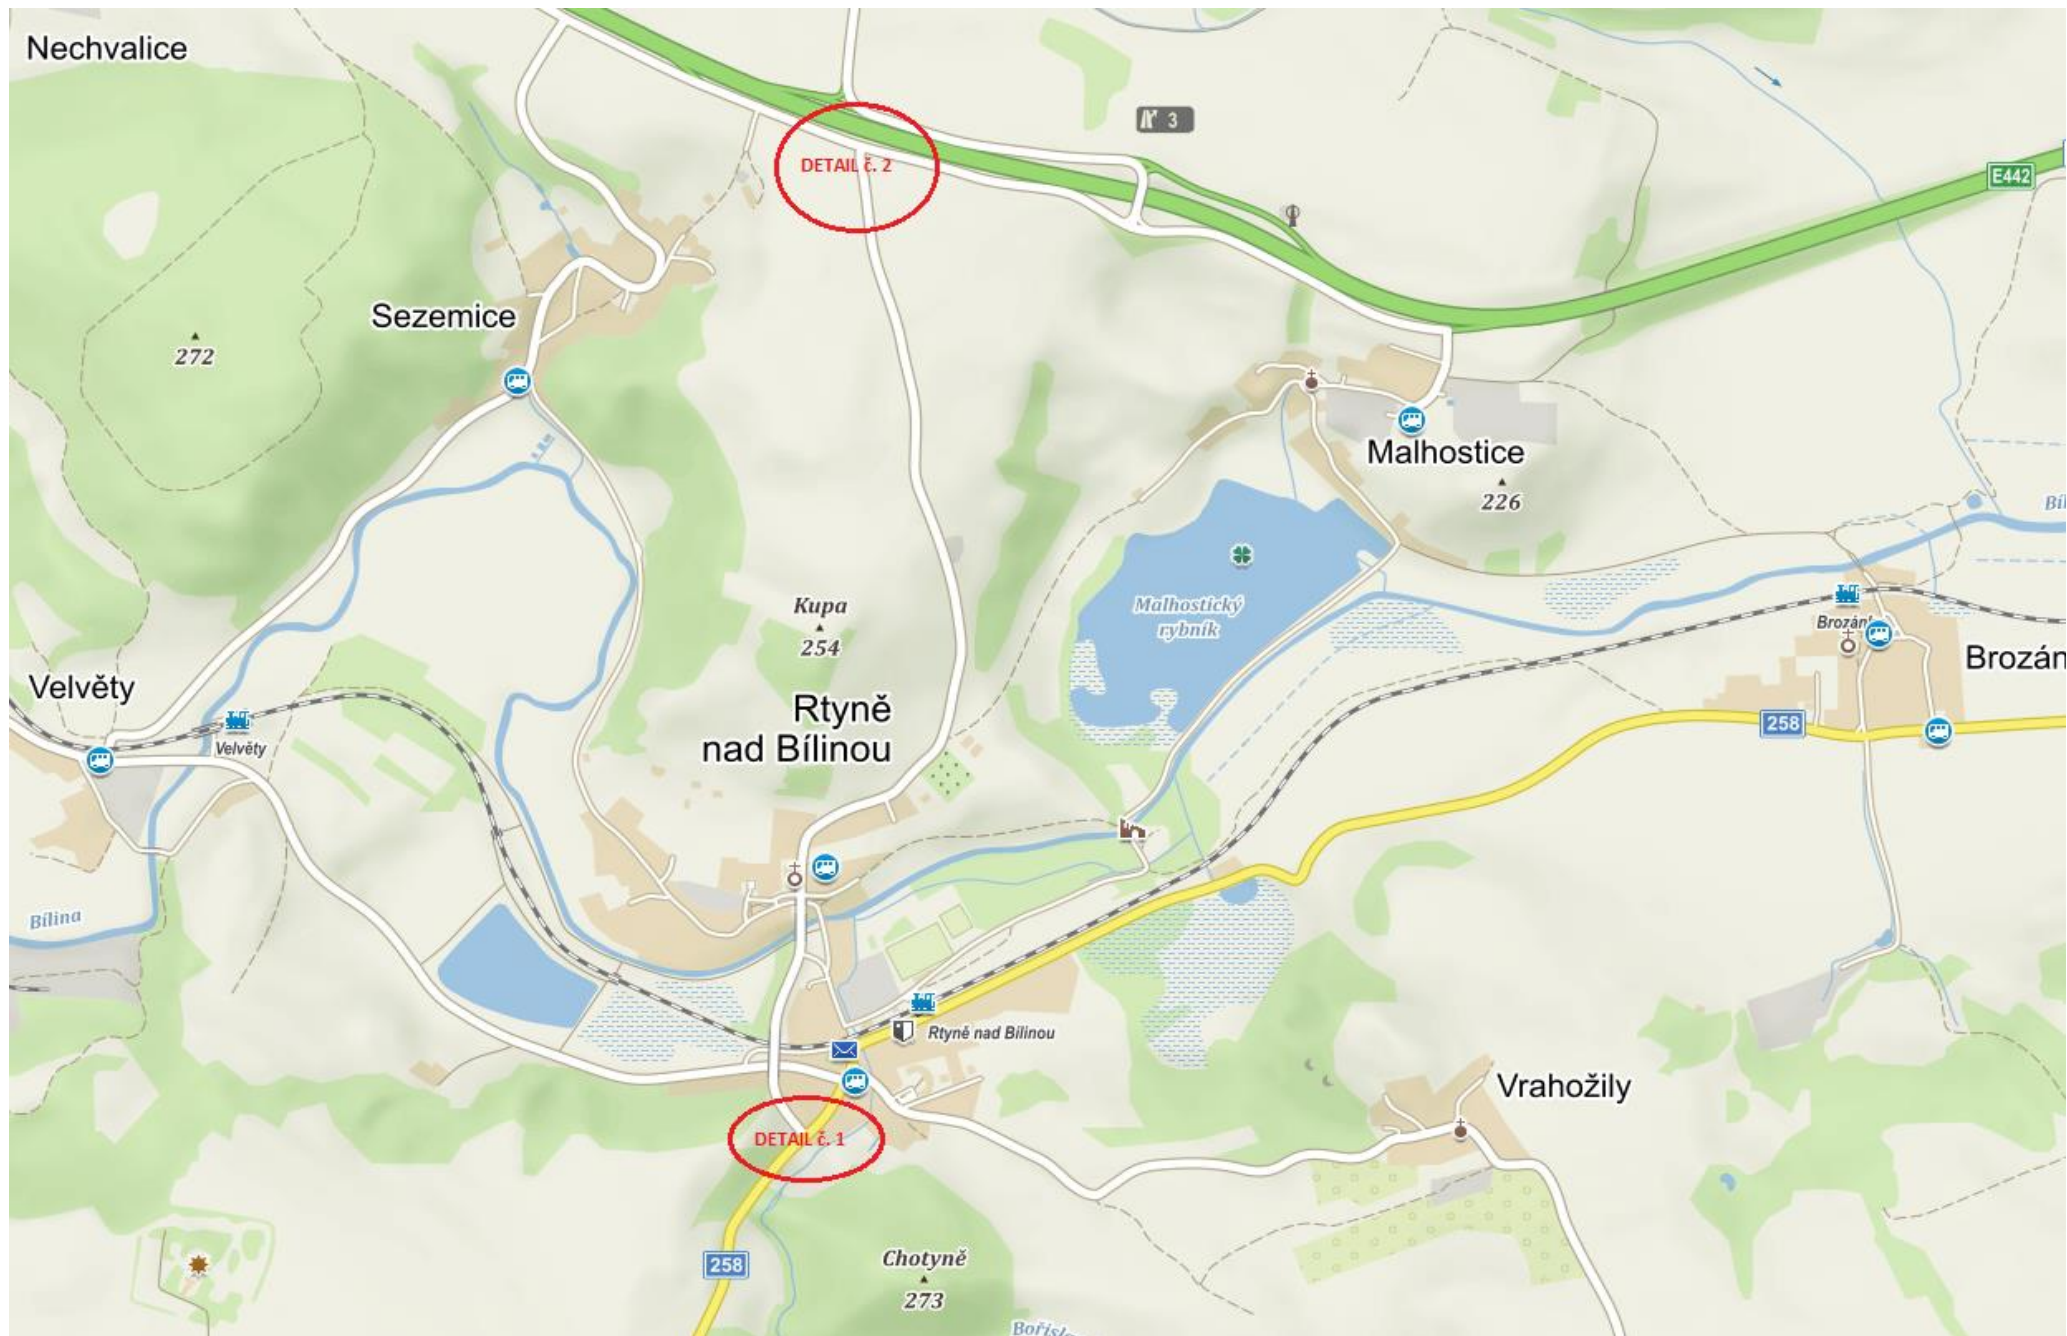 Nechvalice
3
DETAIL č. 2
E442
Sezemice
272
Malhostice
226
Kupa
254
Malhostický
rybník
Velvěty
Velvěty
Rtyně
nad Bílinou
258
Bílina
Rtyně nad Bílinou
Vrahožily
DETAIL č. 1
258
Chotyně
273